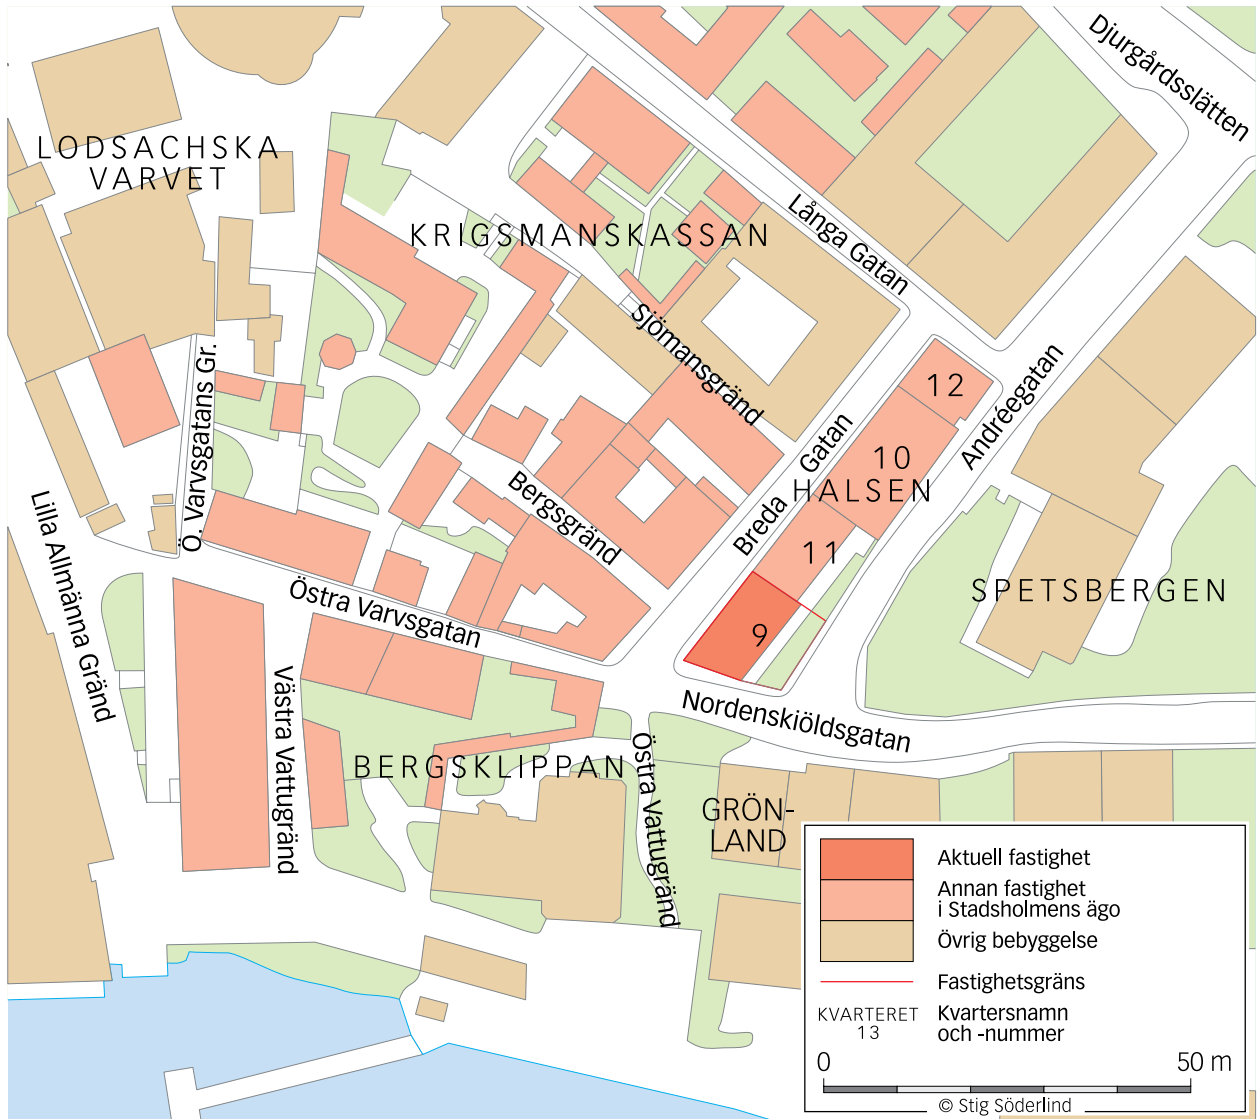 Djurgårdsslätten
LODSACHSKA
VARVET
KRIGSMANSKASSAN
Långa Gatan
Sjömansgränd
Ö. Varvsgatans Gr.
12
Andréegatan
10
HALSEN
Breda Gatan
Bergsgränd
11
Lilla Allmänna Gränd
SPETSBERGEN
Östra Varvsgatan
9
Västra Vattugränd
Nordenskiöldsgatan
BERGSKLIPPAN
Östra Vattugränd
GRÖN-
LAND
Aktuell fastighet
Annan fastighet
i Stadsholmens ägo
Övrig bebyggelse
Fastighetsgräns
KVARTERET
13
Kvartersnamn
och -nummer
0 50 m
© Stig Söderlind